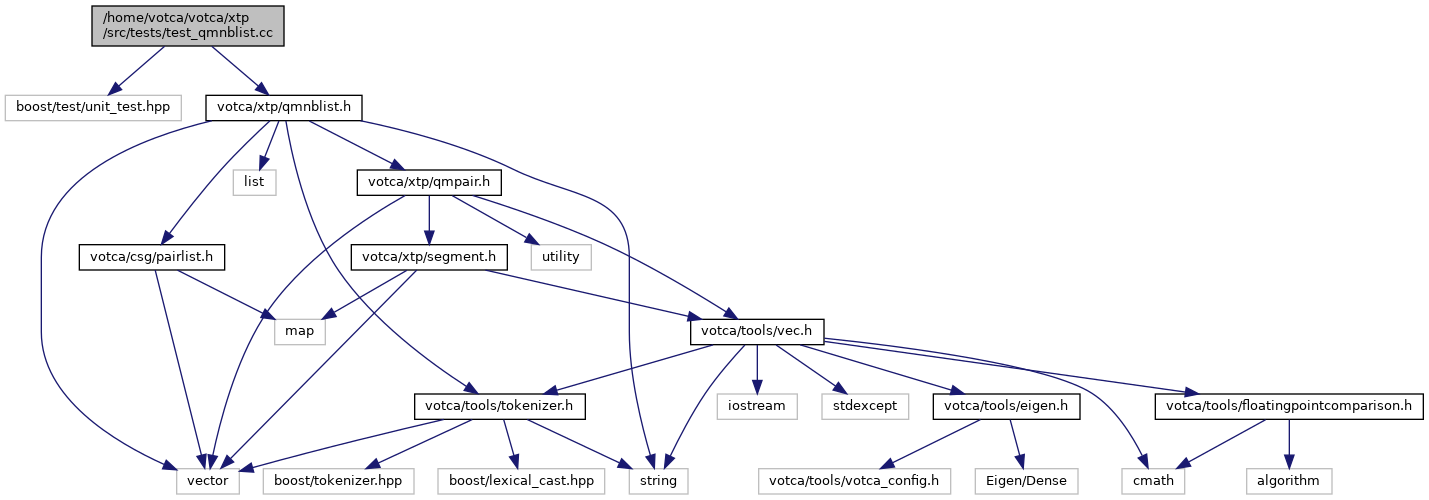 /home/votca/votca/xtp
/src/tests/test_qmnblist.cc
boost/test/unit_test.hpp
votca/xtp/qmnblist.h
list
votca/xtp/qmpair.h
votca/csg/pairlist.h
votca/xtp/segment.h
utility
map
votca/tools/vec.h
votca/tools/tokenizer.h
iostream
stdexcept
votca/tools/eigen.h
votca/tools/floatingpointcomparison.h
vector
boost/tokenizer.hpp
boost/lexical_cast.hpp
string
votca/tools/votca_config.h
Eigen/Dense
cmath
algorithm